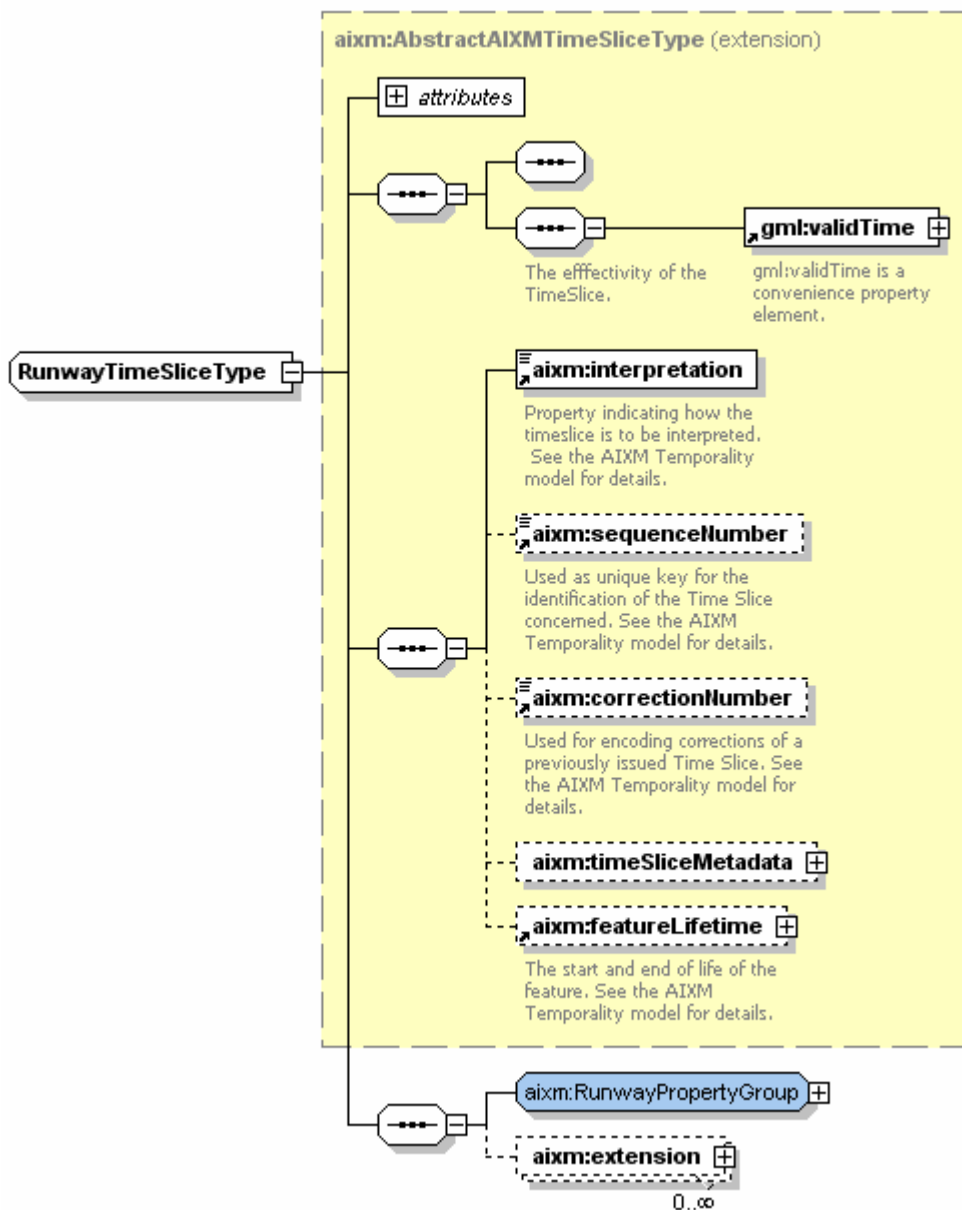 aixm:AbstractAIXMTimeSliceType (extension)
attributes
gml:validTime
The efffectivity of the
TimeSlice.
gml:validTime is a
convenience property
element.
RunwayTimeSliceType
aixm:interpretation
Property indicating how the
timeslice is to be interpreted.
See the AIXM Temporality
model for details.
aixm:sequenceNumber
Used as unique key for the
identification of the Time Slice
concerned. See the AIXM
Temporality model for details.
aixm:correctionNumber
Used for encoding corrections of a
previously issued Time Slice. See
the AIXM Temporality model for
details.
aixm:timeSliceMetadata
aixm:featureLifetime
The start and end of life of the
feature. See the AIXM
Temporality model for details.
aixm:RunwayPropertyGroup
aixm:extension
0..∞